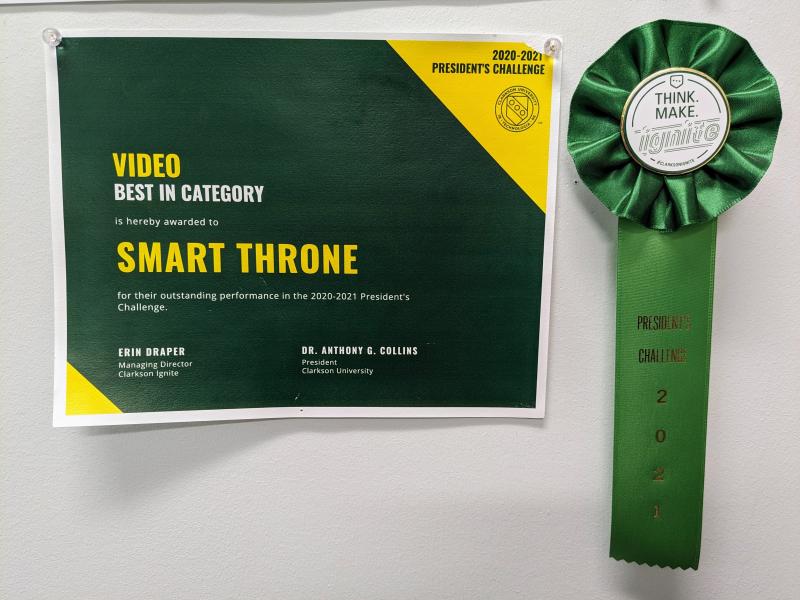 2020-2021
PRESIDENT'S CHALLENGE
CLARKSON UNIVERSITY
VIDEO
BEST IN CATEGORY
is hereby awarded to
SMART THRONE
for their outstanding performance in the 2020-2021 President's
Challenge.
ERIN DRAPER
Managing Director
Clarkson Ignite
DR. ANTHONY G. COLLINS
President
Clarkson University
THINK.
MAKE.
ignite
@CLARKSONIGNITE
PRESIDENT'S
CHALLENGE
2
0
2
1